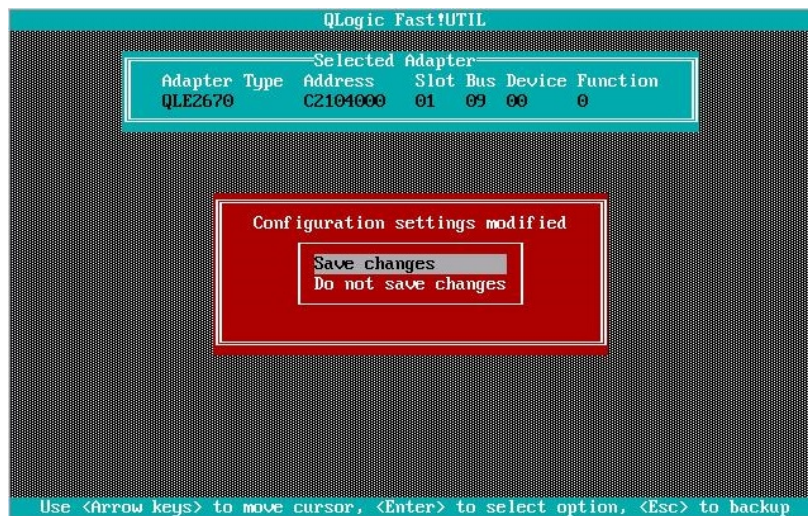 QLogic Fast!UTIL
Selected Adapter
Adapter Type Address Slot Bus Device Function
QLE2670 C2104000 01 09 00 0
Configuration settings modified
Save changes
Do not save changes
Use <Arrow keys> to move cursor, <Enter> to select option, <Esc> to backup